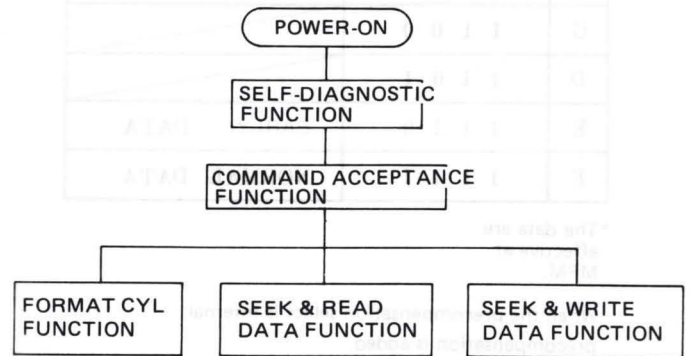 POWER-ON
SELF-DIAGNOSTIC
FUNCTION
COMMAND ACCEPTANCE
FUNCTION
FORMAT CYL
FUNCTION
SEEK & READ
DATA FUNCTION
SEEK & WRITE
DATA FUNCTION